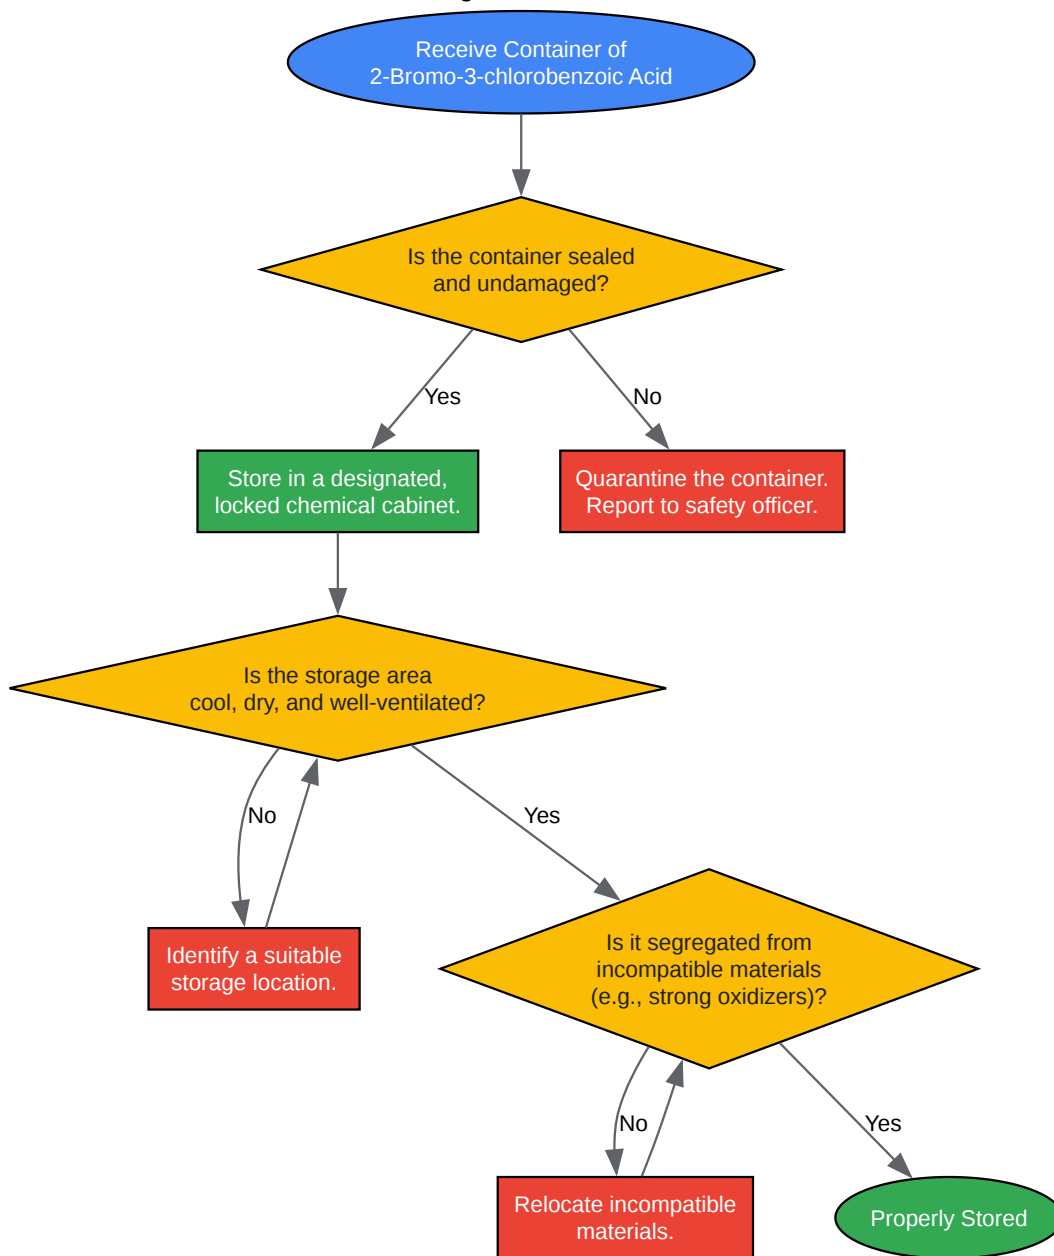 Receive Container of
2-Bromo-3-chlorobenzoic Acid
Is the container sealed
and undamaged?
Yes
No
Store in a designated,
locked chemical cabinet.
Quarantine the container.
Report to safety officer.
Is the storage area
cool, dry, and well-ventilated?
No
Yes
Identify a suitable
storage location.
Is it segregated from
incompatible materials
(e.g., strong oxidizers)?
No
Yes
Relocate incompatible
materials.
Properly Stored